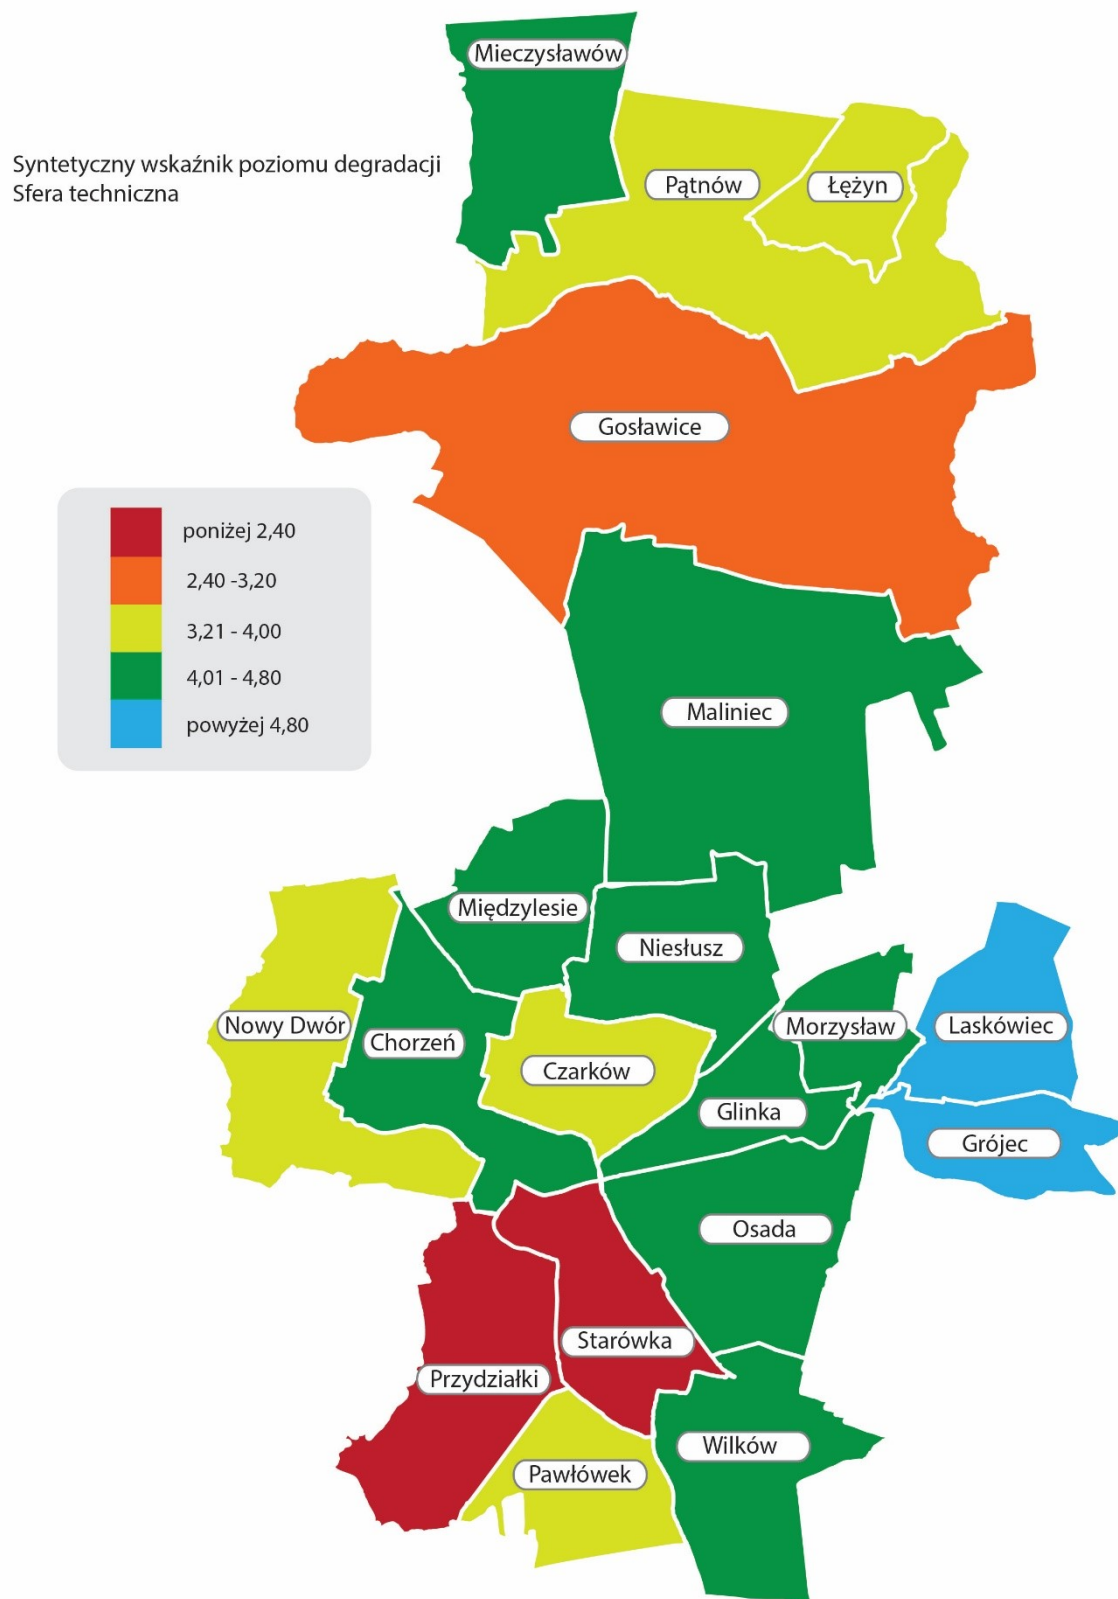 Mieczysławów
Syntetyczny wskaźnik poziomu degradacji
Sfera techniczna
Pątnów
Łężyn
Gosławice
poniżej 2,40
2,40 -3,20
3,21 - 4,00
4,01 - 4,80
powyżej 4,80
Maliniec
Międzylesie
Niesłusz
Nowy Dwór
Chorzeń
Morzysław
Laskówiec
Czarków
Glinka
Grójec
Osada
Starówka
Przydziałki
Wilków
Pawłówek